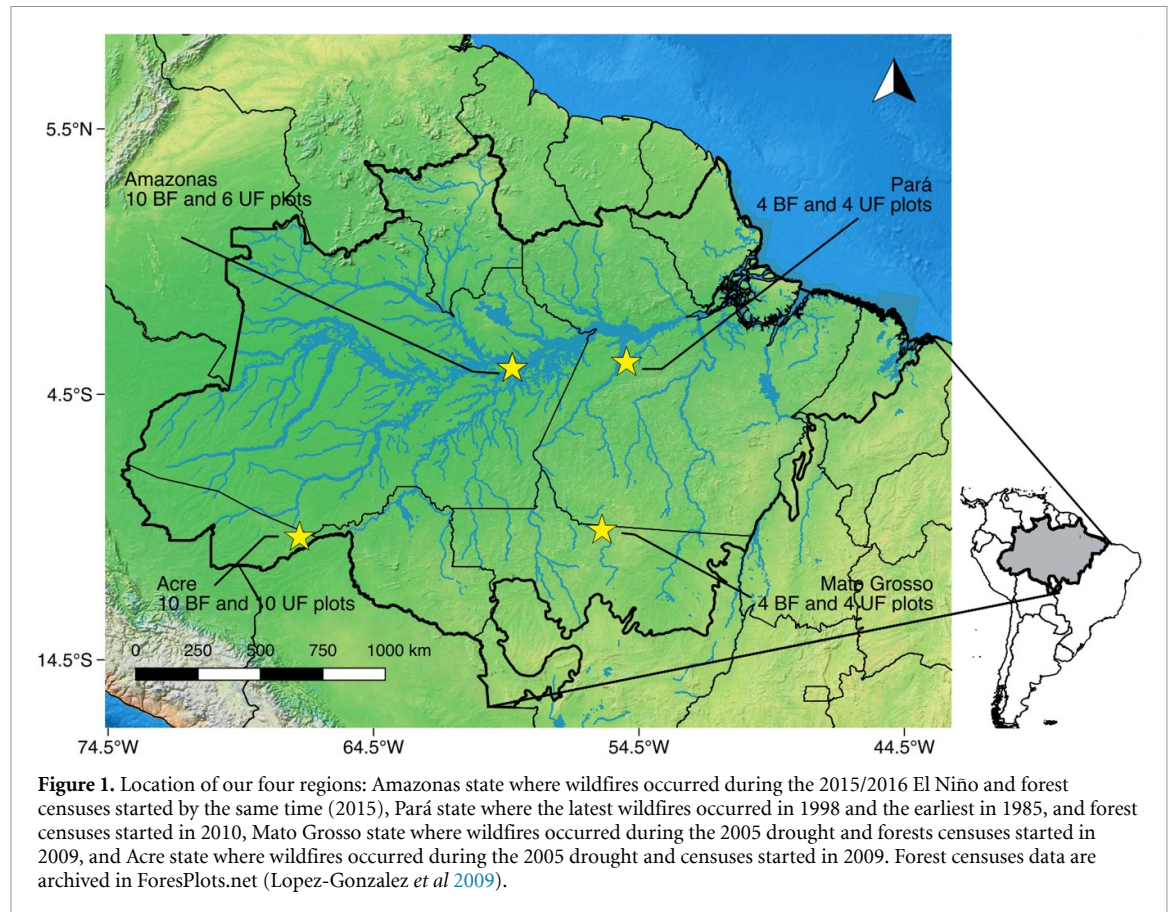 5.5°N
Amazonas
10 BF and 6 UF plots
Pará
4 BF and 4 UF plots
4.5°S
Acre
10 BF and 10 UF plots
Mato Grosso
4 BF and 4 UF plots
0 250 500 750 1000 km
14.5°S
74.5°W 64.5°W 54.5°W 44.5°W
Figure 1. Location of our four regions: Amazonas state where wildfires occurred during the 2015/2016 El Niño and forest
censuses started by the same time (2015), Pará state where the latest wildfires occurred in 1998 and the earliest in 1985, and forest
censuses started in 2010, Mato Grosso state where wildfires occurred during the 2005 drought and forests censuses started in
2009, and Acre state where wildfires occurred during the 2005 drought and censuses started in 2009. Forest censuses data are
archived in ForesPlots.net (Lopez-Gonzalez et al 2009).